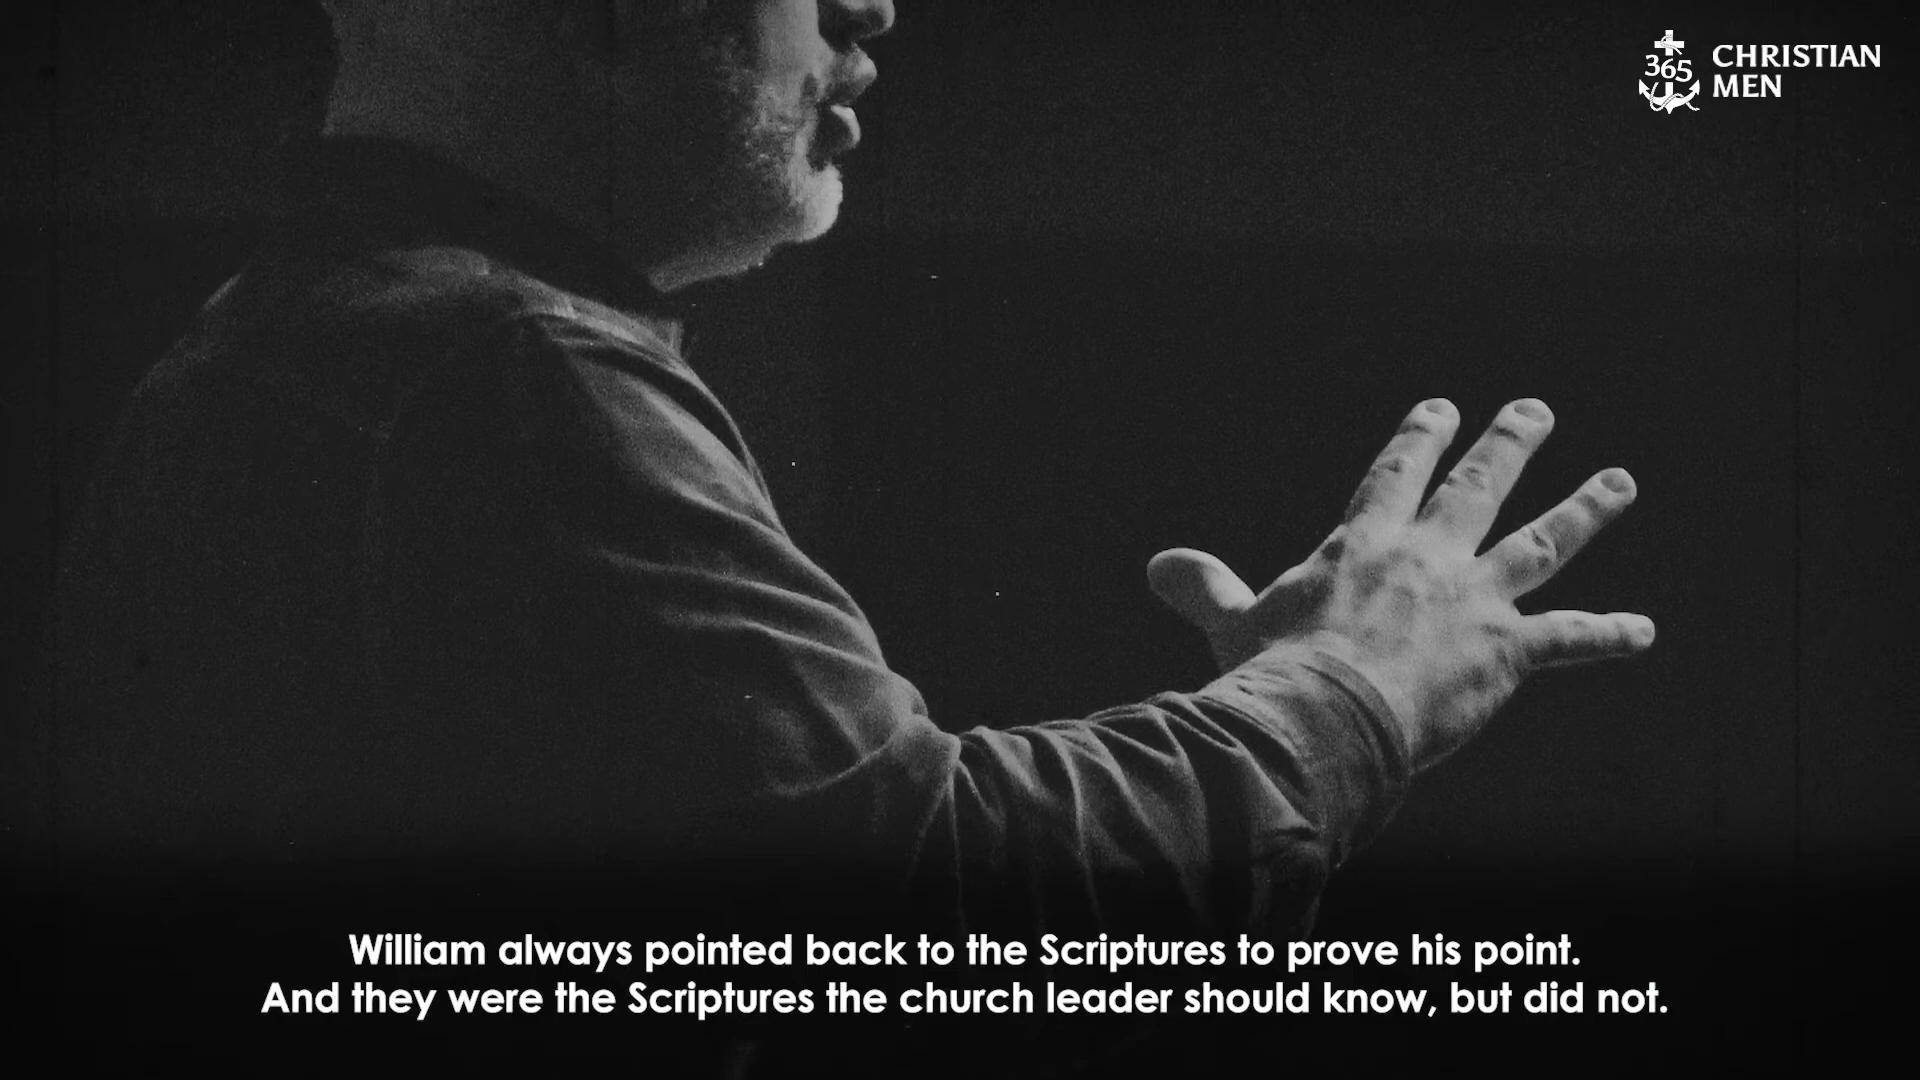 365
CHRISTIAN
MEN
William always pointed back to the Scriptures to prove his point.
And they were the Scriptures the church leader should know, but did not.